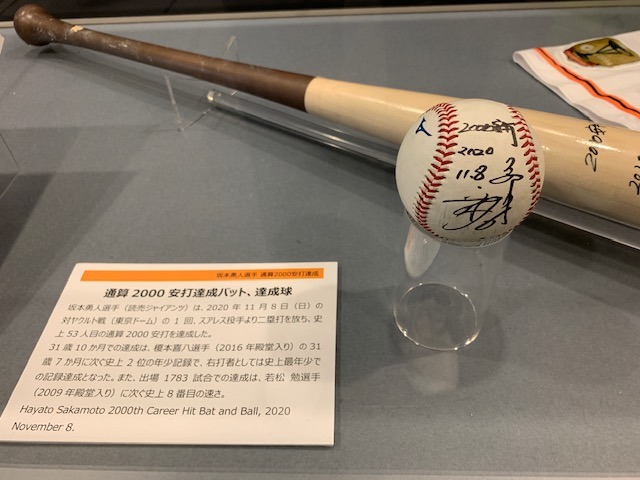 坂本勇人選手 通算2000安打達成
通算 2000 安打達成バット、達成球
坂本勇人選手（読売ジャイアンツ）は、2020 年 11 月 8 日（日）の
対ヤクルト戦（東京ドーム）の 1 回、スアレス投手より二塁打を放ち、史
上 53 人目の通算 2000 安打を達成した。
31 歳 10 か月での達成は、榎本喜八選手（2016 年殿堂入り）の 31
歳 7 か月に次ぐ史上 2 位の年少記録で、右打者としては史上最年少で
の記録達成となった。また、出場 1783 試合での達成は、若松 勉選手
（2009 年殿堂入り）に次ぐ史上 8 番目の速さ。
Hayato Sakamoto 2000th Career Hit Bat and Ball, 2020
November 8.
2020
11.8